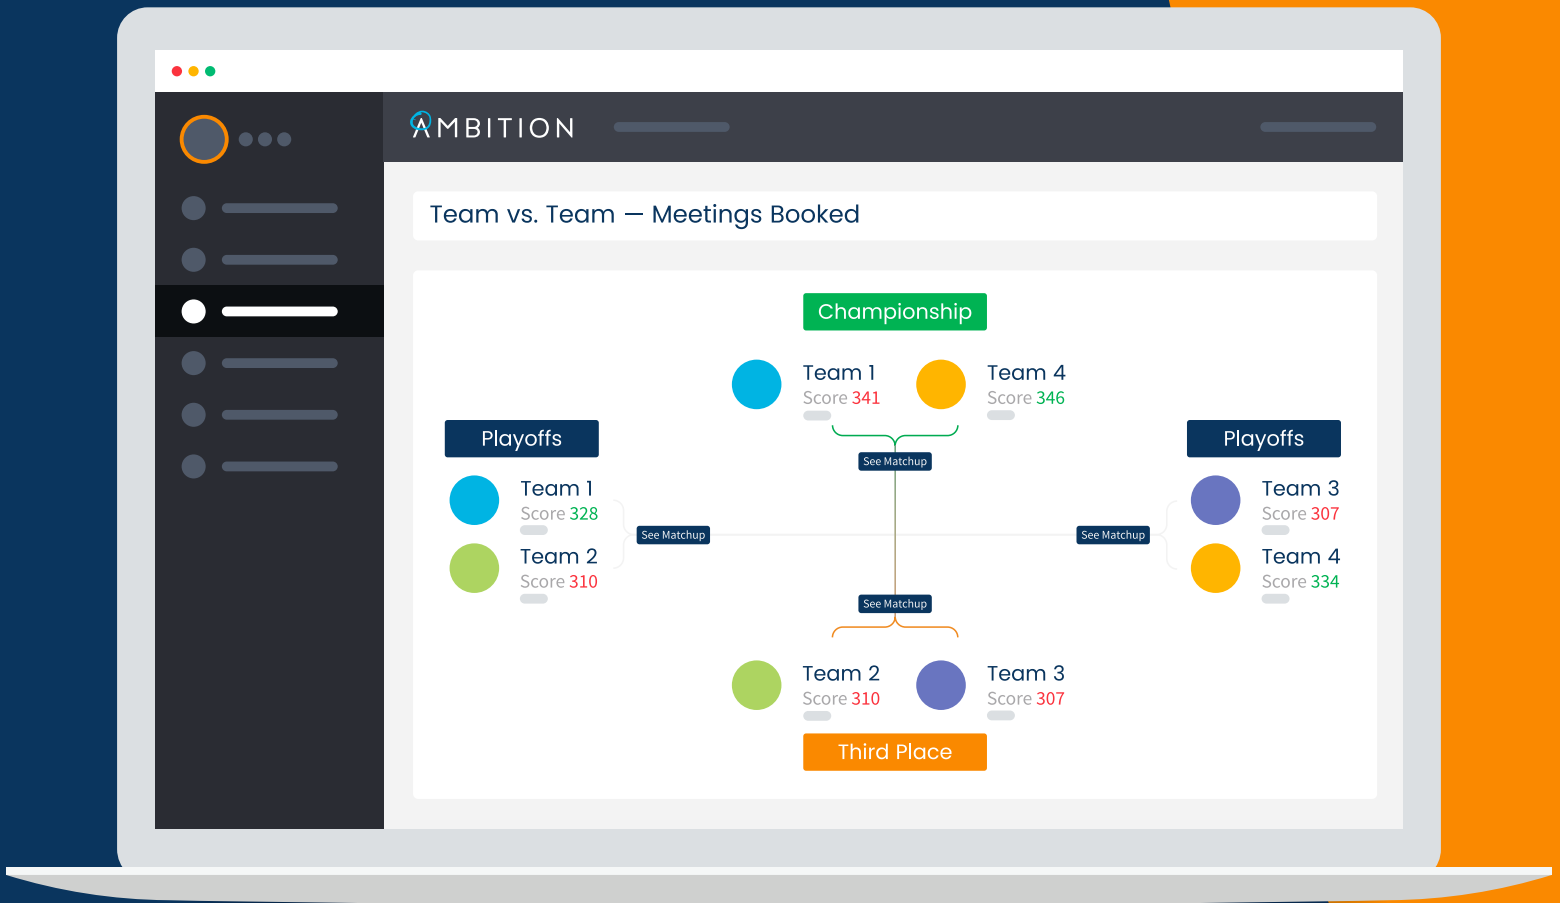 AMBITION
Team vs. Team — Meetings Booked
Championship
Team 1
Score 341
Team 4
Score 346
See Matchup
Playoffs
Team 1
Score 328
Team 2
Score 310
See Matchup
Playoffs
Team 3
Score 307
Team 4
Score 334
See Matchup
See Matchup
Team 2
Score 310
Team 3
Score 307
Third Place